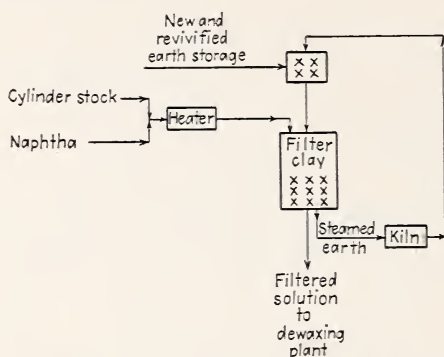 New and
revivified
earth storage
x x
x x
Cylinder stock
Heater
Naphtha
Filter
clay
x x x
x x x
x x x
Steamed
earth
Kiln
Filtered
solution
to
dewaxing
plant